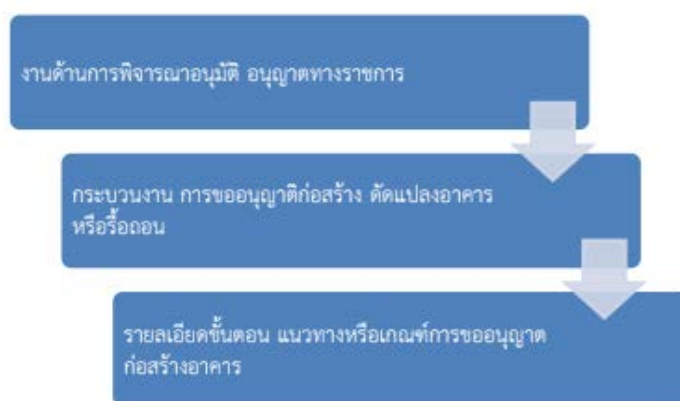 งานด้านการพิจารณาอนุมัติ อนุญาตทางราชการ
กระบวนงาน การขออนุญาติก่อสร้าง ดัดแปลงอาคาร
หรือรื้อถอน
รายละเอียดขั้นตอน แนวทางหรือเกณฑ์การขออนุญาต
ก่อสร้างอาคาร